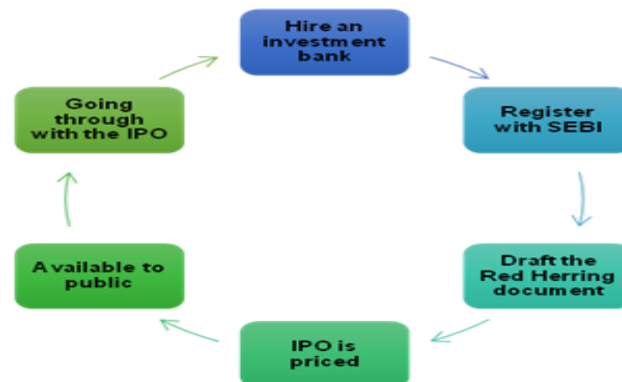 Hire an
investment
bank
Register
with SEBI
Draft the
Red Herring
document
IPO is
priced
Available to
public
Going
through
with the IPO